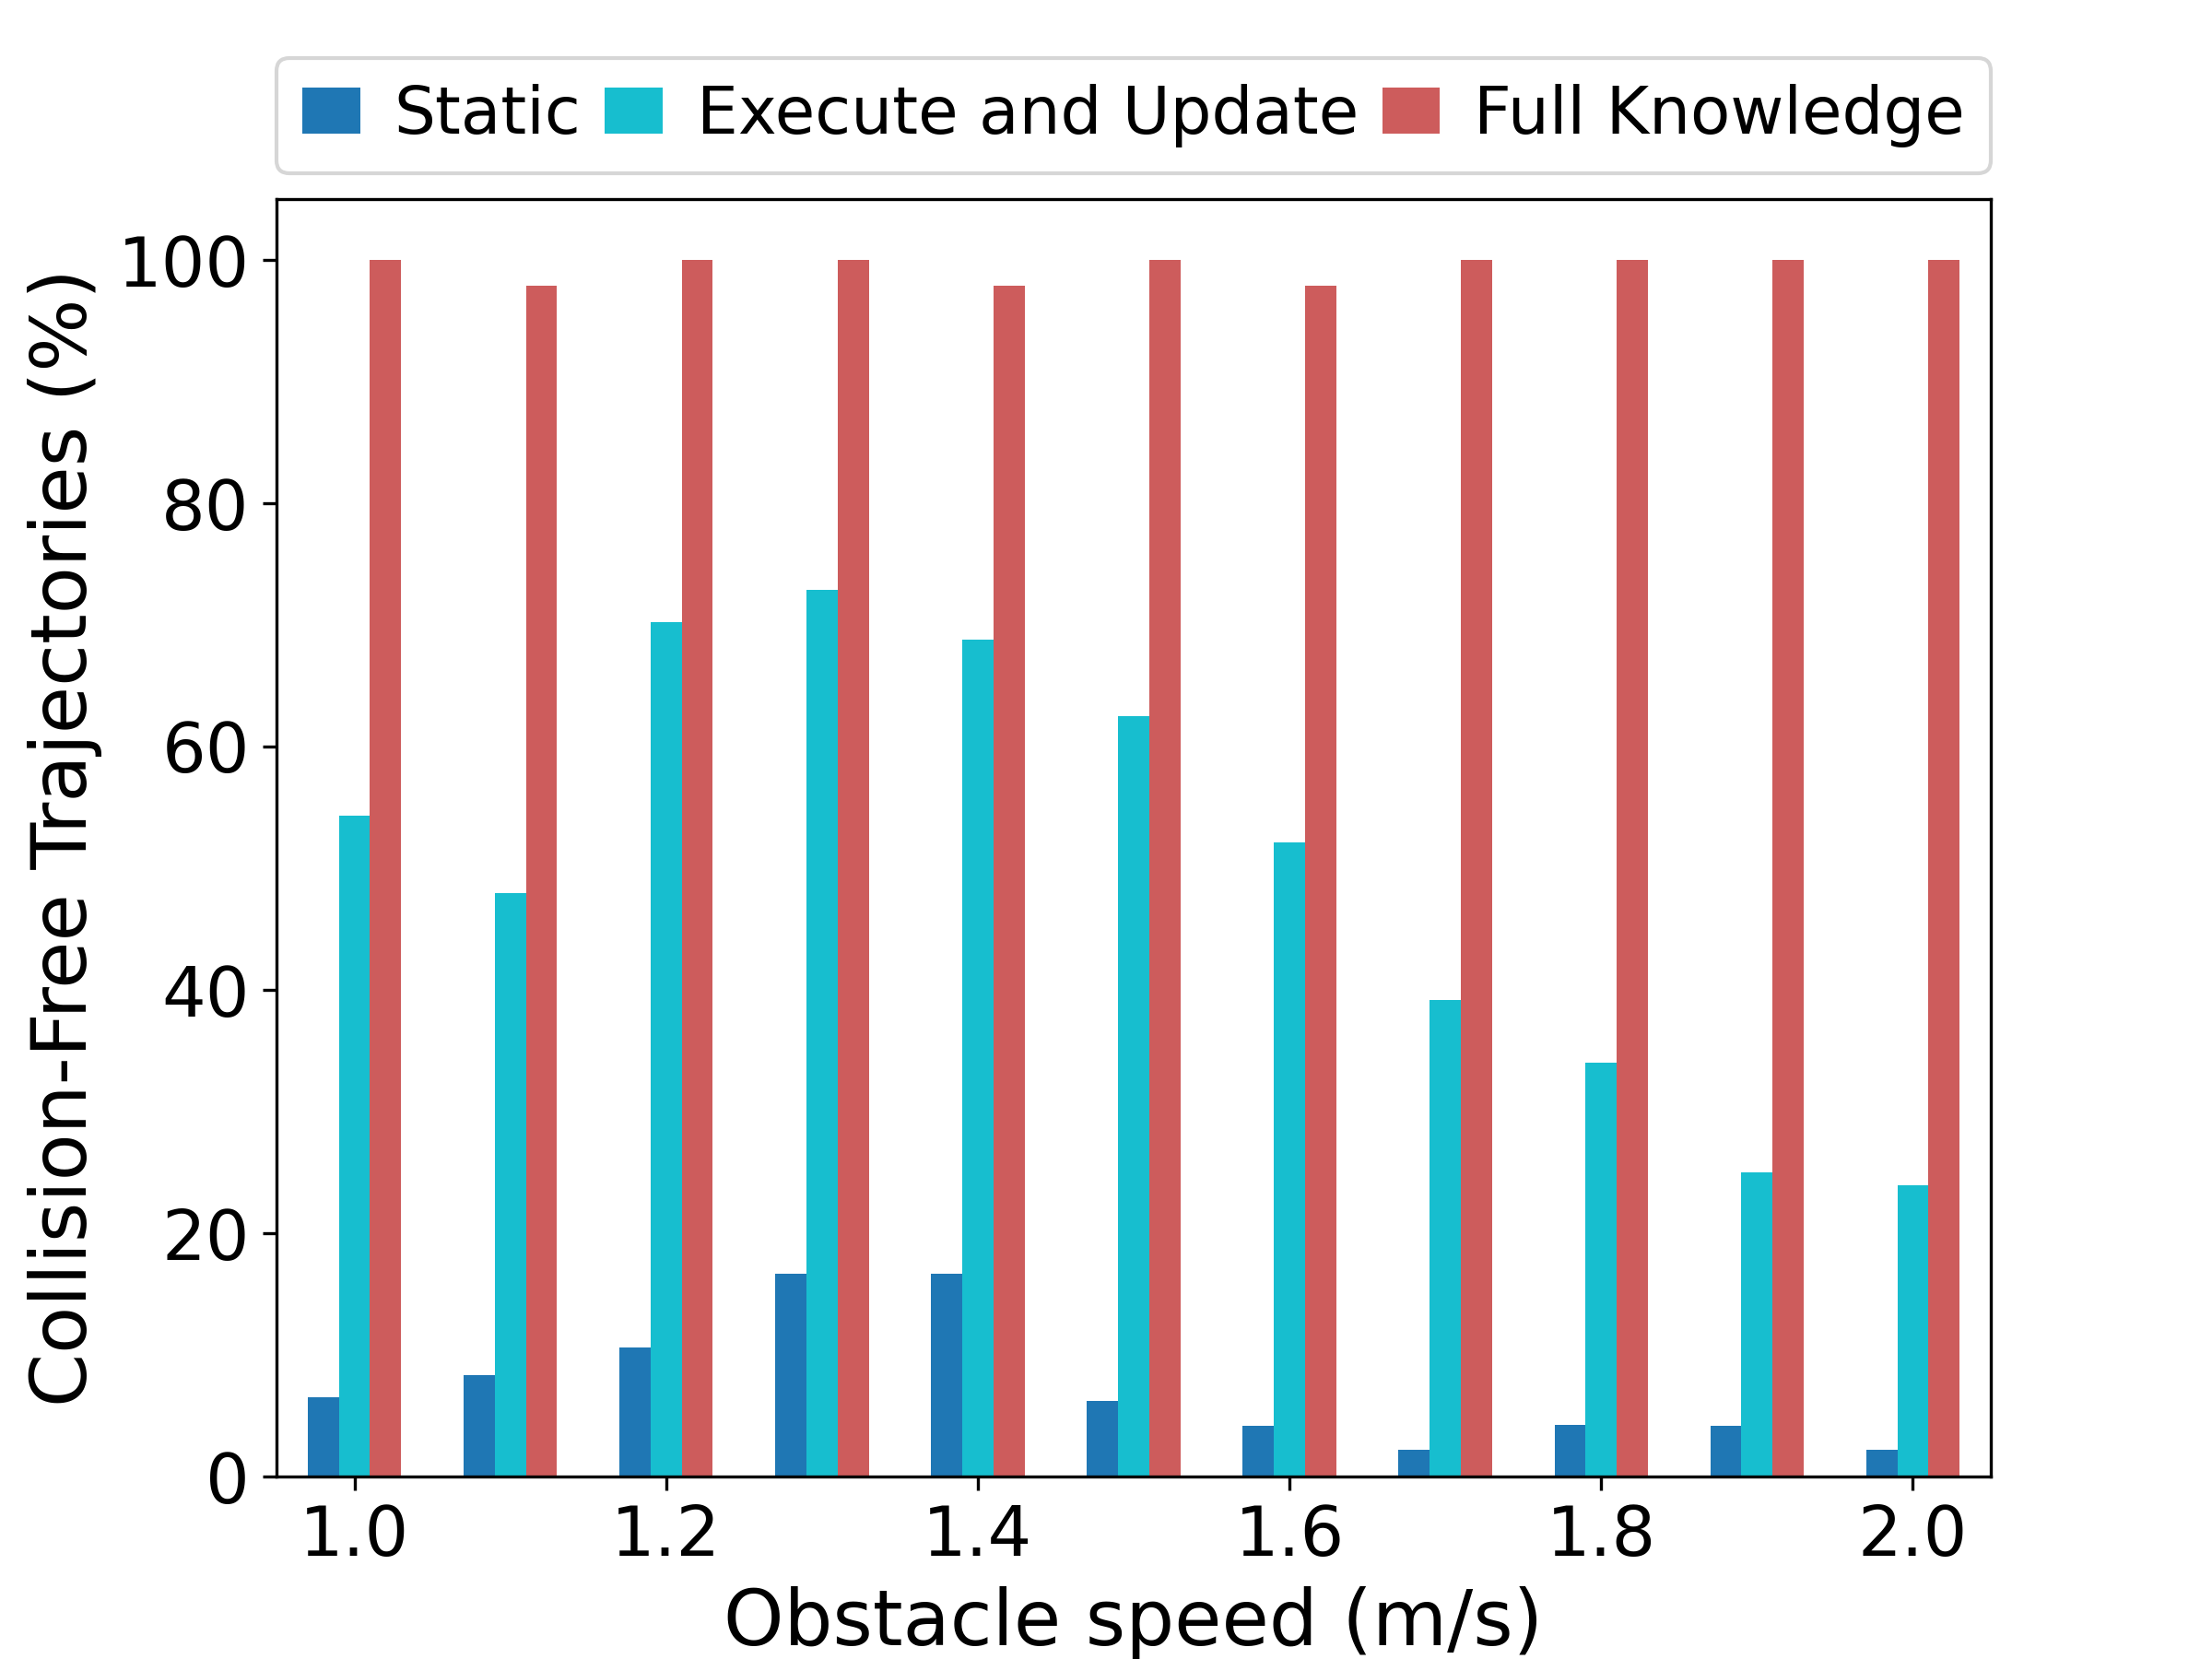 Static Execute and Update Full Knowledge
Collision-Free Trajectories (%)
100
80
60
40
20
0
1.0 1.2 1.4 1.6 1.8 2.0
Obstacle speed (m/s)